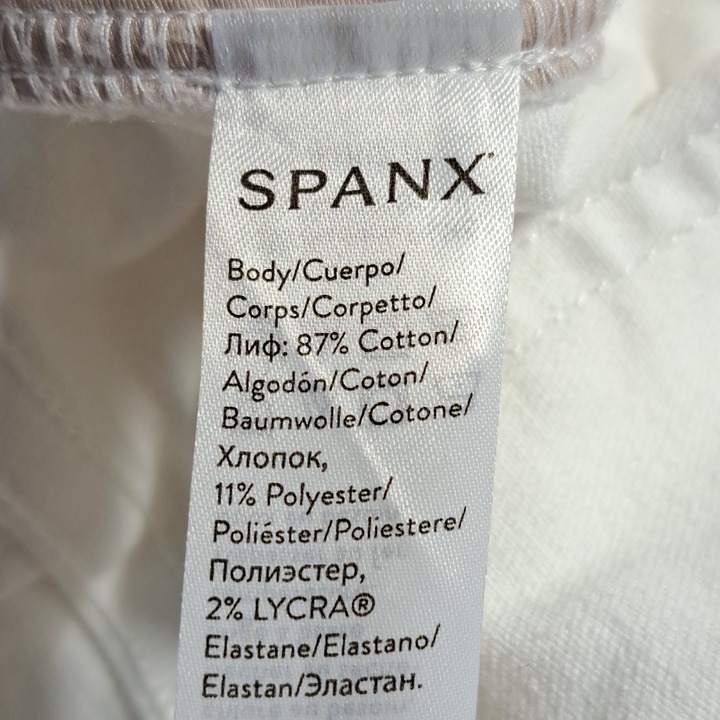 SPANX®
Body/Cuerpo/
Corps/Corpetto/
Лиф: 87% Cotton/
Algodón/Coton/
Baumwolle/Cotone/
Хлопок,
11% Polyester/
Poliéster/Poliestere/
Полиэстер,
2% LYCRA®
Elastane/Elastano/
Elastan/Эластан.